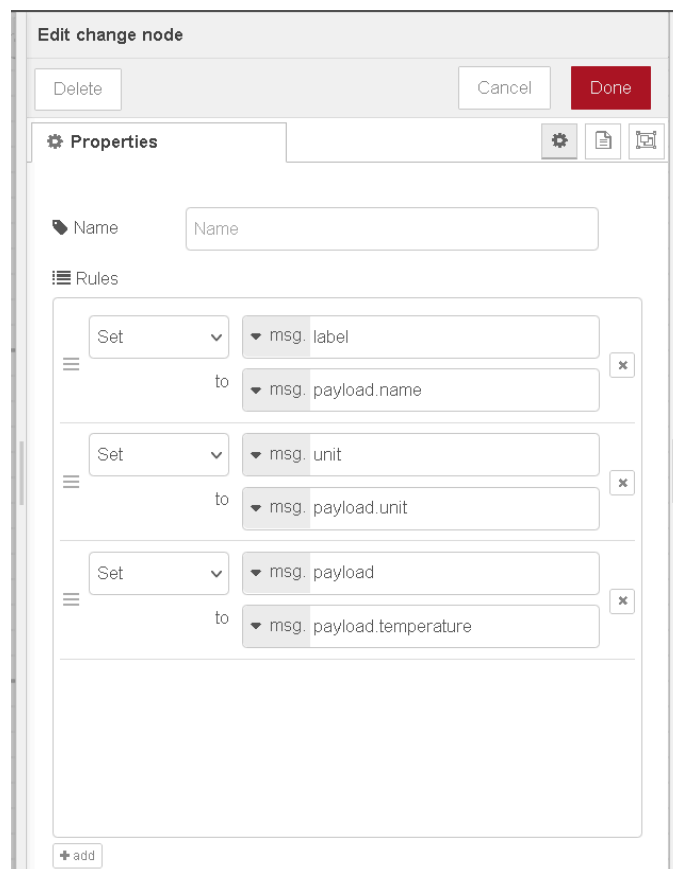 Edit change node
Delete
Cancel
Done
Properties
Name
Name
Rules
Set
msg. label
to
msg. payload.name
Set
msg. unit
to
msg. payload.unit
Set
msg. payload
to
msg. payload.temperature
add